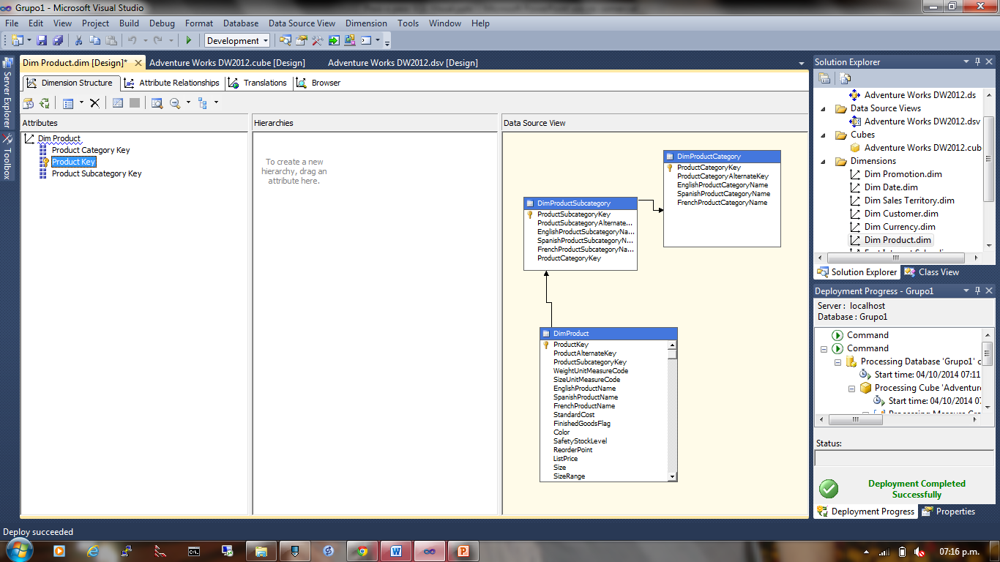 Grupo1 - Microsoft Visual Studio
File Edit View Project Build Debug Format Database Data Source View Dimension Tools Window Help
Development
Dim Product.dim [Design]* Adventure Works DW2012.cube [Design] Adventure Works DW2012.dsv [Design]
Dimension Structure Attribute Relationships Translations Browser
Server Explorer
Toolbox
Attributes
Dim Product
Product Category Key
Product Key
Product Subcategory Key
Hierarchies
To create a new
hierarchy, drag an
attribute here.
Data Source View
DimProductCategory
ProductCategoryKey
ProductCategoryAlternateKey
EnglishProductCategoryName
SpanishProductCategoryName
FrenchProductCategoryName
DimProductSubcategory
ProductSubcategoryKey
ProductSubcategoryAlternate...
EnglishProductSubcategoryNa...
SpanishProductSubcategoryN...
FrenchProductSubcategoryNa...
ProductCategoryKey
DimProduct
ProductKey
ProductAlternateKey
ProductSubcategoryKey
WeightUnitMeasureCode
SizeUnitMeasureCode
EnglishProductName
SpanishProductName
FrenchProductName
StandardCost
FinishedGoodsFlag
Color
SafetyStockLevel
ReorderPoint
ListPrice
Size
SizeRange
Solution Explorer
Adventure Works DW2012.ds
Data Source Views
Adventure Works DW2012.dsv
Cubes
Adventure Works DW2012.cub
Dimensions
Dim Promotion.dim
Dim Date.dim
Dim Sales Territory.dim
Dim Customer.dim
Dim Currency.dim
Dim Product.dim
Solution Explorer Class View
Deployment Progress - Grupo1
Server : localhost
Database : Grupo1
Command
Command
Processing Database 'Grupo1' c
Start time: 04/10/2014 07:11
Processing Cube 'Adventure
Start time: 04/10/2014 07
Status:
Deployment Completed
Successfully
Deployment Progress Properties
Deploy succeeded
07:16 p.m.